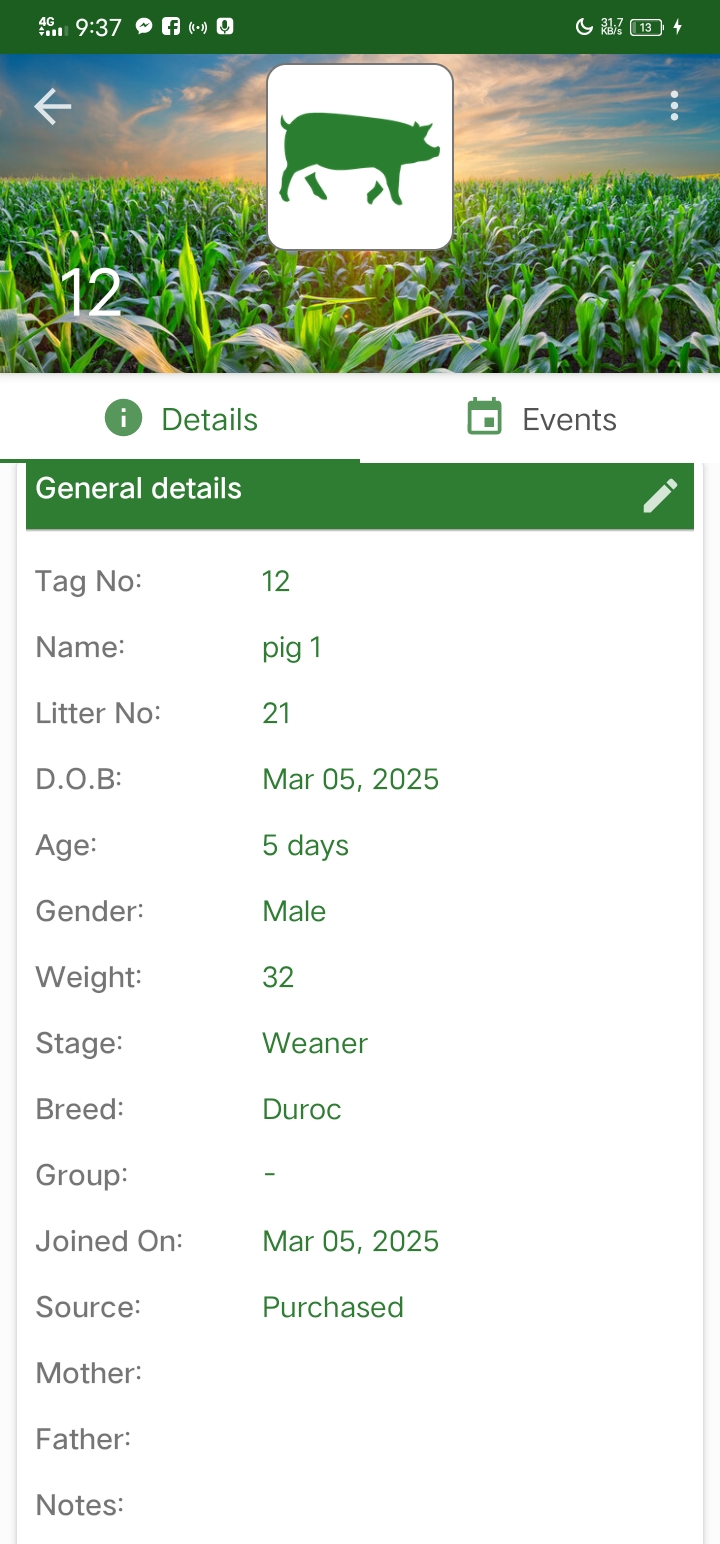 4G 9:37 31.7 KB/s 13
12
Details Events
General details
Tag No: 12
Name: pig 1
Litter No: 21
D.O.B: Mar 05, 2025
Age: 5 days
Gender: Male
Weight: 32
Stage: Weaner
Breed: Duroc
Group: -
Joined On: Mar 05, 2025
Source: Purchased
Mother:
Father:
Notes: